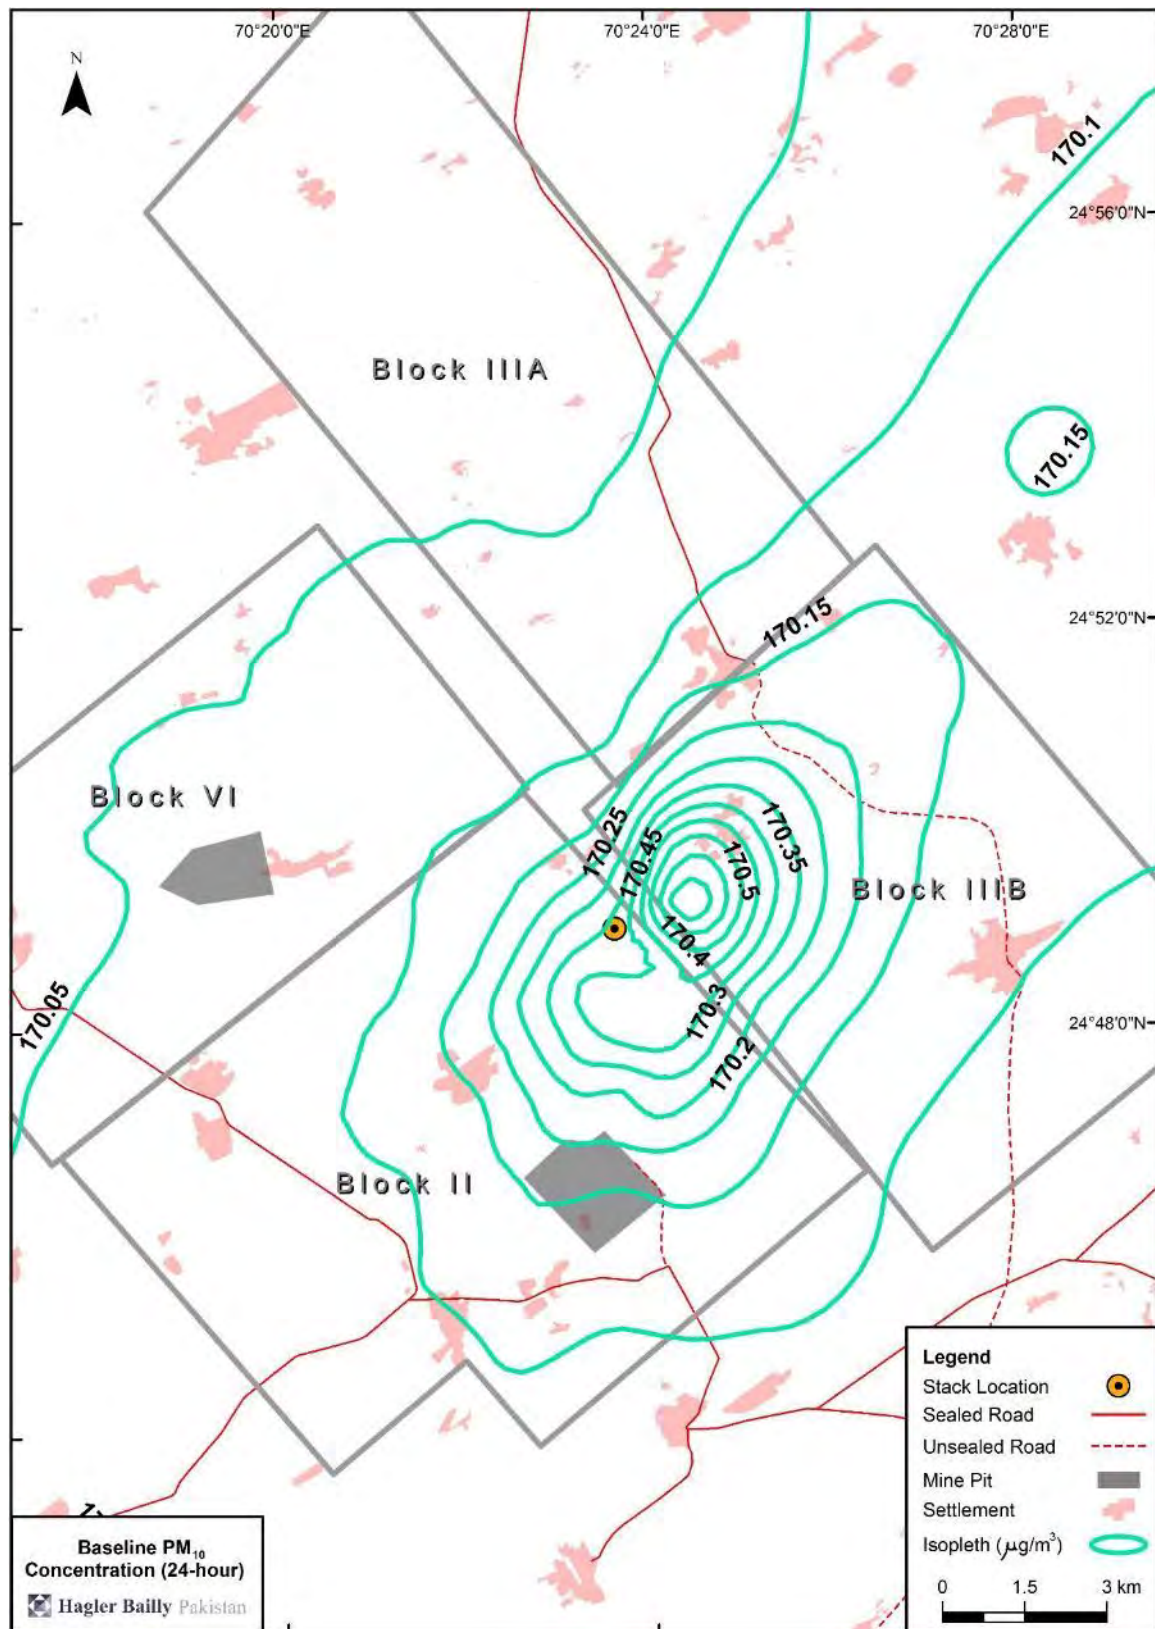 70°20'0"E
70°24'0"E
70°28'0"E
N
170.1
24°56'0"N
Block IIIA
170.15
170.15
24°52'0"N
Block VI
170.25
170.45
170.35
170.5
Block IIIB
170.4
170.3
170.05
24°48'0"N
170.2
Block II
Legend
Stack Location
Sealed Road
Unsealed Road
Mine Pit
Settlement
Isopleth (µg/m³)
0 1.5 3 km
Baseline PM₁₀
Concentration (24-hour)
Hagler Bailly Pakistan